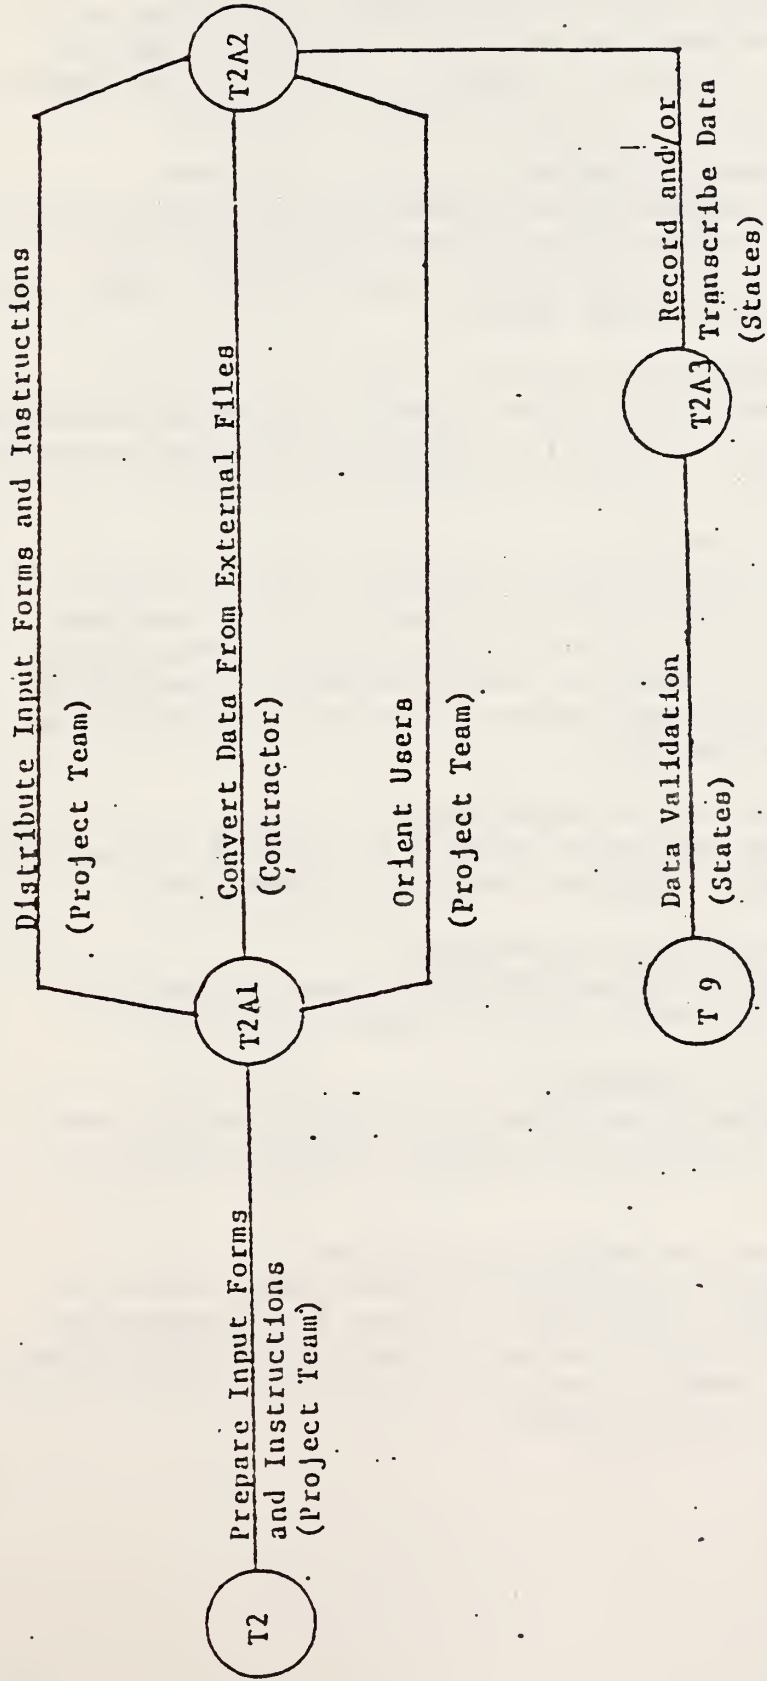 Distribute Input Forms and Instructions
(Project Team)
T2
Prepare Input Forms
and Instructions
(Project Team)
T2A1
Convert Data From External Files
(Contractor)
T2A2
Orient Users
(Project Team)
T 9
Data Validation
(States)
T2A3
Record and/or
Transcribe Data
(States)